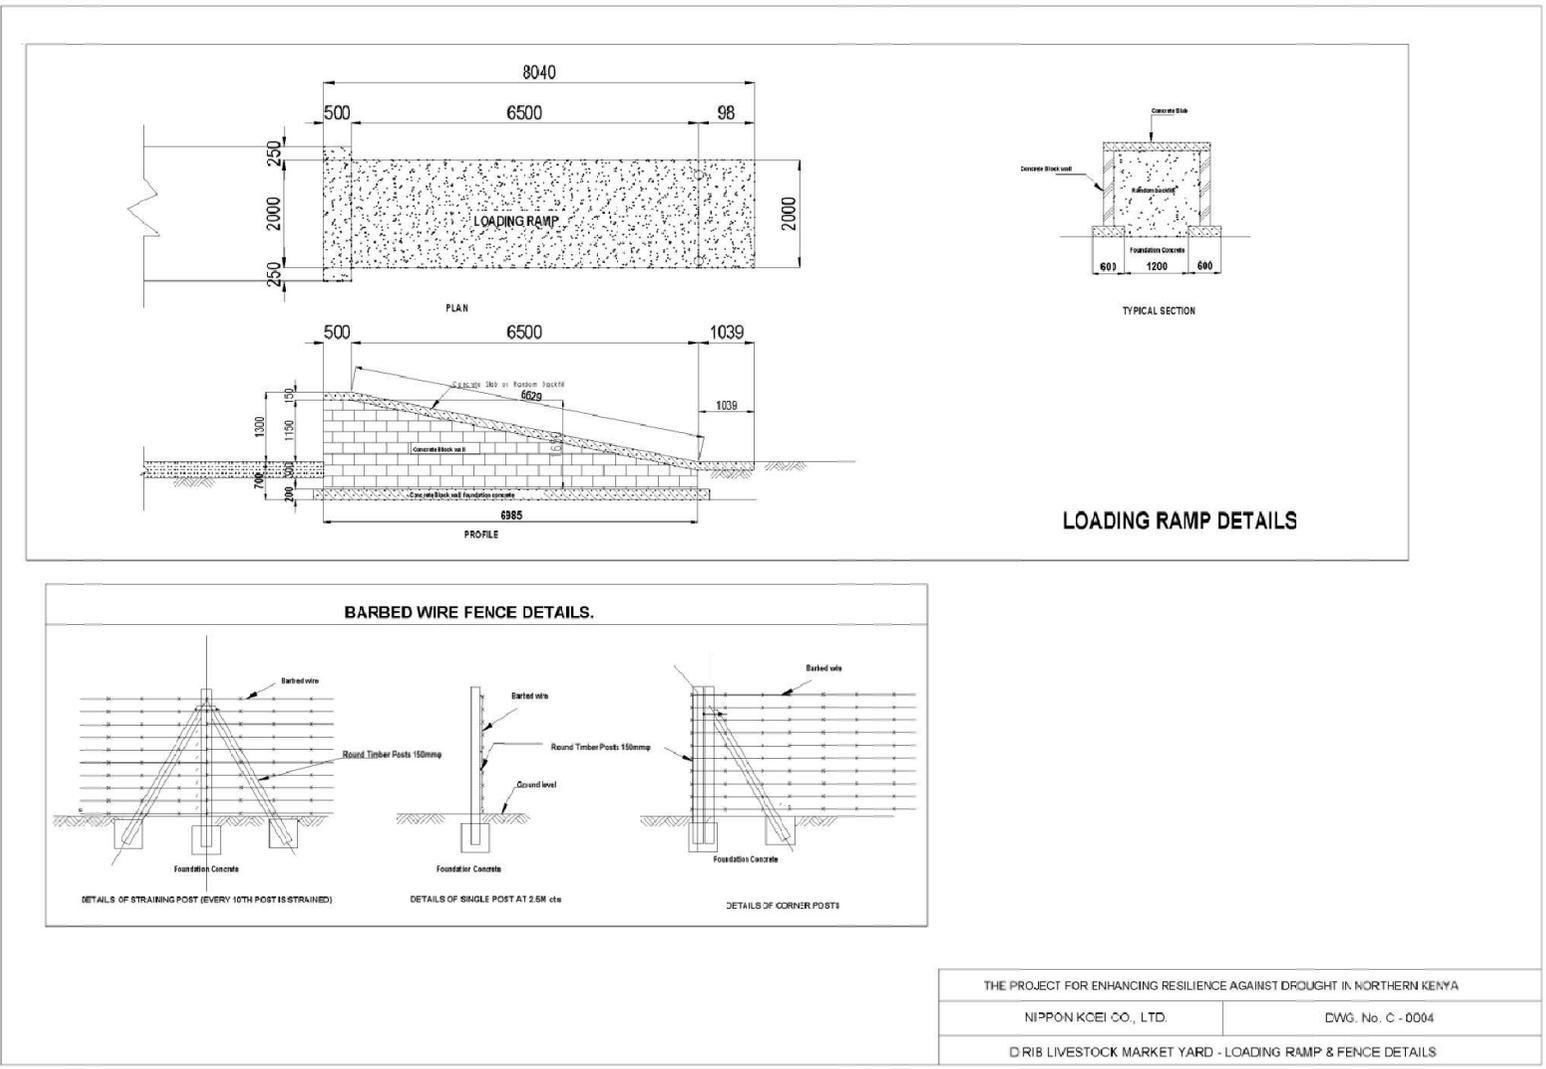 8040
500 6500 98
250
2000
250
LOADING RAMP
2000
PLAN
Concrete Slab
Concrete Block wall
Random backfill
Foundation Concrete
600 1200 600
TYPICAL SECTION
500 6500 1039
Concrete Slab on Random backfill
6629
1039
150
1300
1150
Concrete Block wall
700
200
Concrete Block wall foundation concrete
6985
PROFILE
LOADING RAMP DETAILS
BARBED WIRE FENCE DETAILS.
Barbed wire
Round Timber Posts 150mmφ
Foundation Concrete
DETAILS OF STRAINING POST (EVERY 10TH POST IS STRAINED)
Barbed wire
Round Timber Posts 150mmφ
Ground level
Foundation Concrete
DETAILS OF SINGLE POST AT 2.5M cts
Barbed wire
Foundation Concrete
DETAILS OF CORNER POSTS
THE PROJECT FOR ENHANCING RESILIENCE AGAINST DROUGHT IN NORTHERN KENYA
NIPPON KOEI CO., LTD. DWG. No. C - 0004
DIRIB LIVESTOCK MARKET YARD - LOADING RAMP & FENCE DETAILS